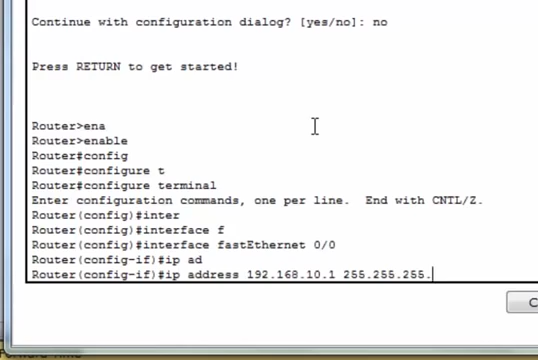 Continue with configuration dialog? [yes/no]: no
Press RETURN to get started!
Router>ena
Router>enable
Router#config
Router#configure t
Router#configure terminal
Enter configuration commands, one per line. End with CNTL/Z.
Router(config)#inter
Router(config)#interface f
Router(config)#interface fastEthernet 0/0
Router(config-if)#ip ad
Router(config-if)#ip address 192.168.10.1 255.255.255.
C